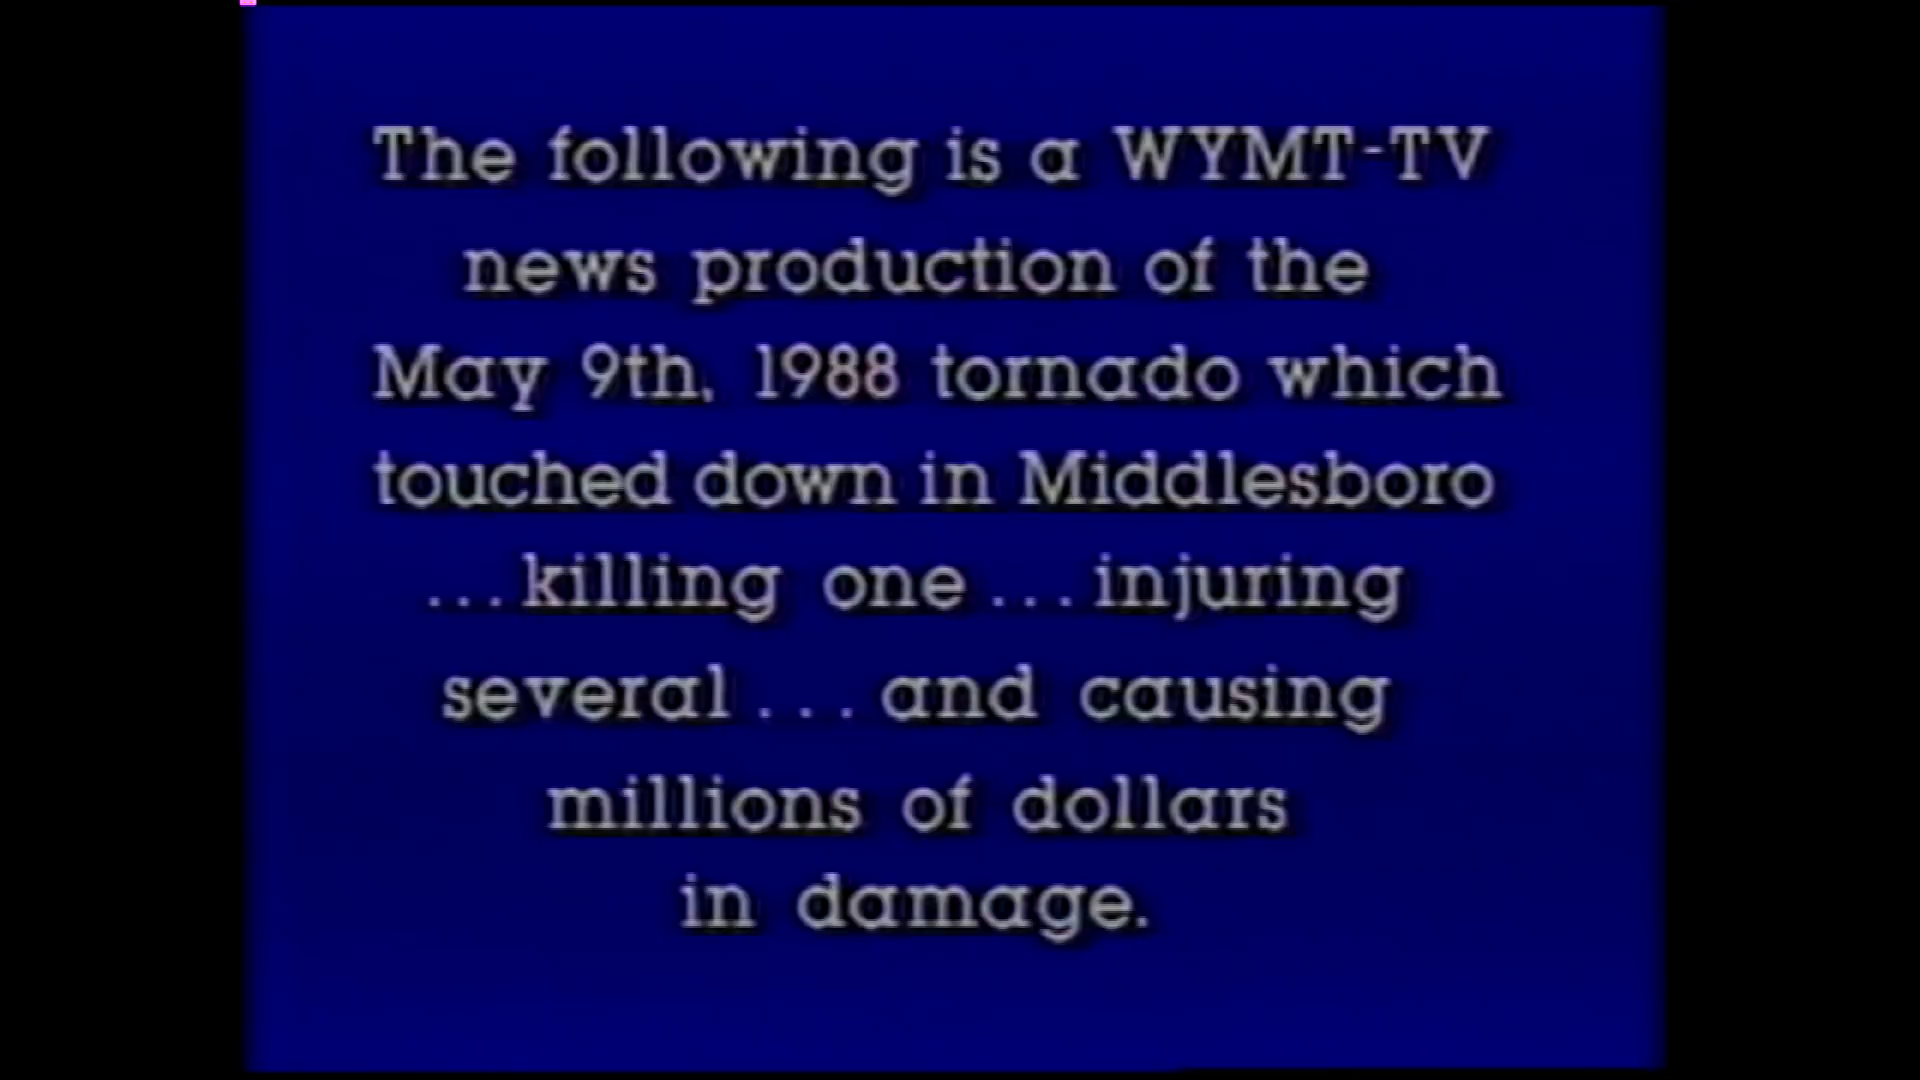 The following is a WYMT-TV
news production of the
May 9th, 1988 tornado which
touched down in Middlesboro
...killing one...injuring
several...and causing
millions of dollars
in damage.